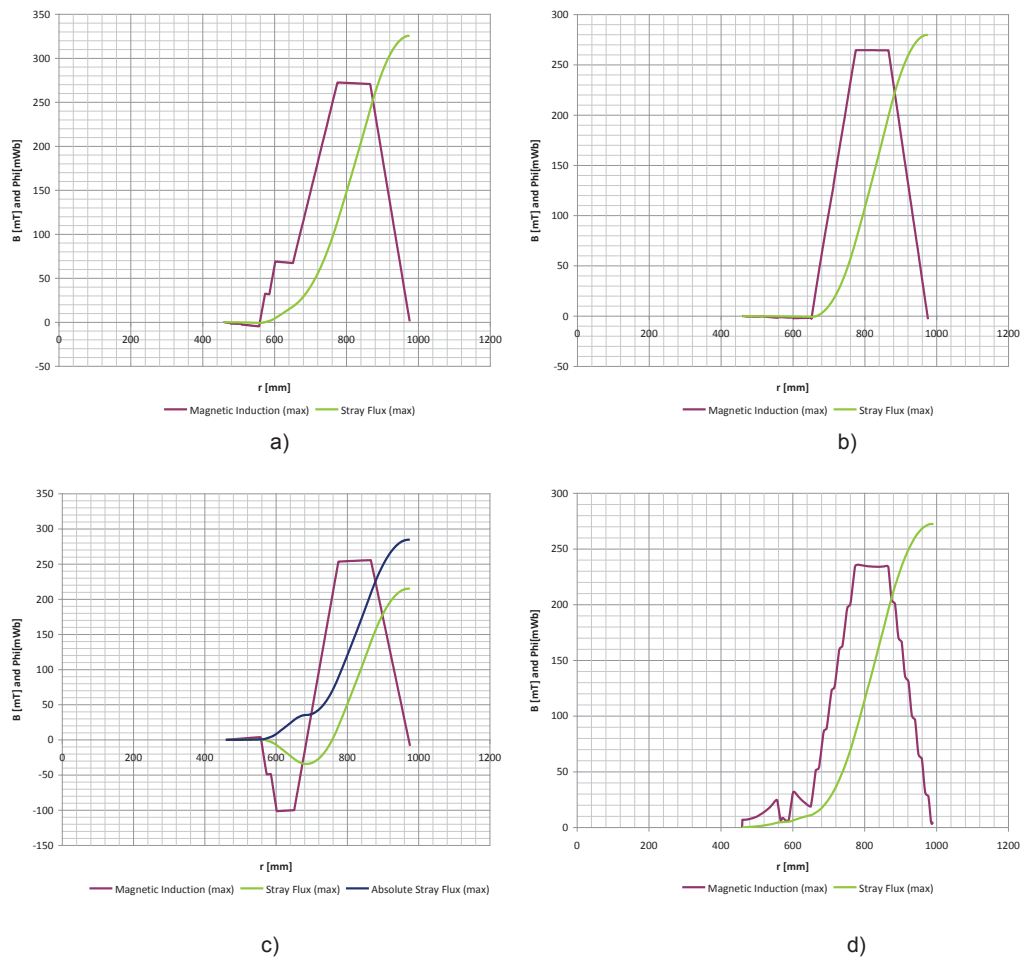 B [mT] and Phi[mWb]
350
300
250
200
150
100
50
0
-50
0 200 400 600 800 1000 1200
r [mm]
Magnetic Induction (max) Stray Flux (max)
a)
B [mT] and Phi[mWb]
300
250
200
150
100
50
0
-50
0 200 400 600 800 1000 1200
r [mm]
Magnetic Induction (max) Stray Flux (max)
b)
B [mT] and Phi[mWb]
350
300
250
200
150
100
50
0
-50
-100
-150
0 200 400 600 800 1000 1200
r [mm]
Magnetic Induction (max) Stray Flux (max) Absolute Stray Flux (max)
c)
B [mT] and Phi[mWb]
300
250
200
150
100
50
0
0 200 400 600 800 1000 1200
r [mm]
Magnetic Induction (max) Stray Flux (max)
d)